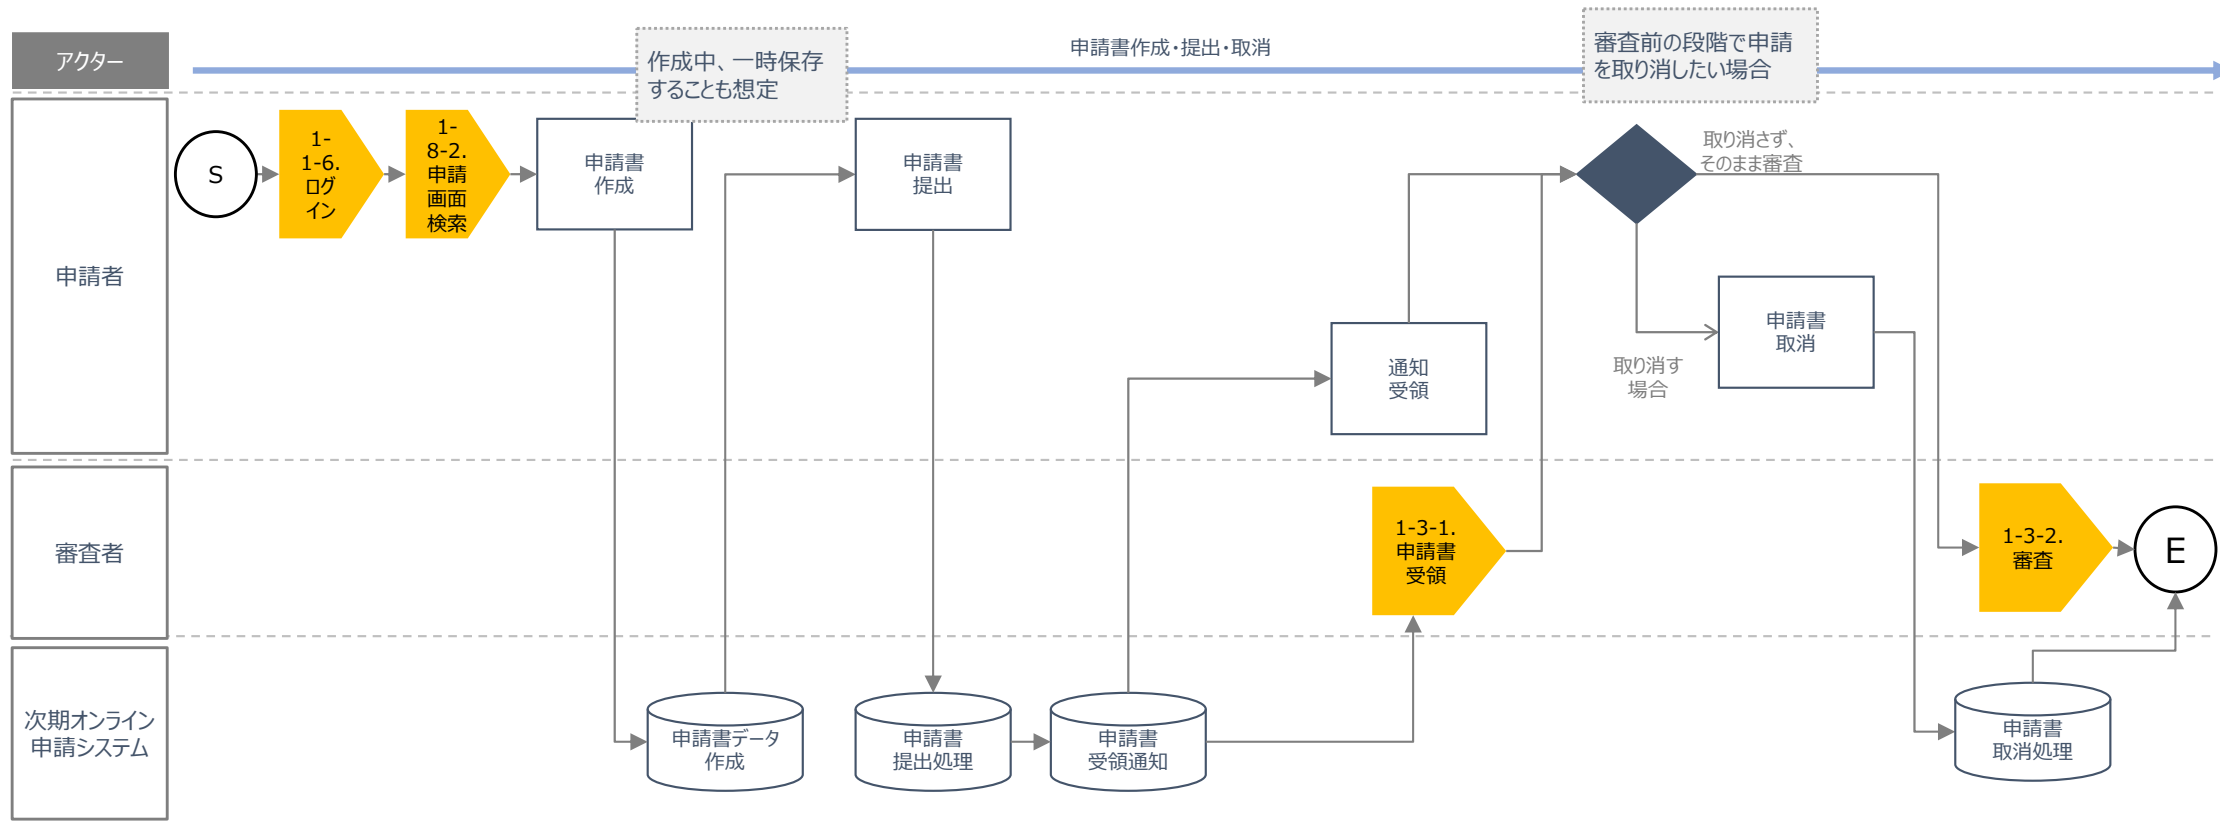 アクター
作成中、一時保存
することも想定
申請書作成・提出・取消
審査前の段階で申請
を取り消したい場合
申請者
S
1-
1-6.
ログ
イン
1-
8-2.
申請
画面
検索
申請書
作成
申請書
提出
取り消さず、
そのまま審査
申請書
取消
取り消す
場合
通知
受領
審査者
1-3-1.
申請書
受領
1-3-2.
審査
E
次期オンライン
申請システム
申請書データ
作成
申請書
提出処理
申請書
受領通知
申請書
取消処理